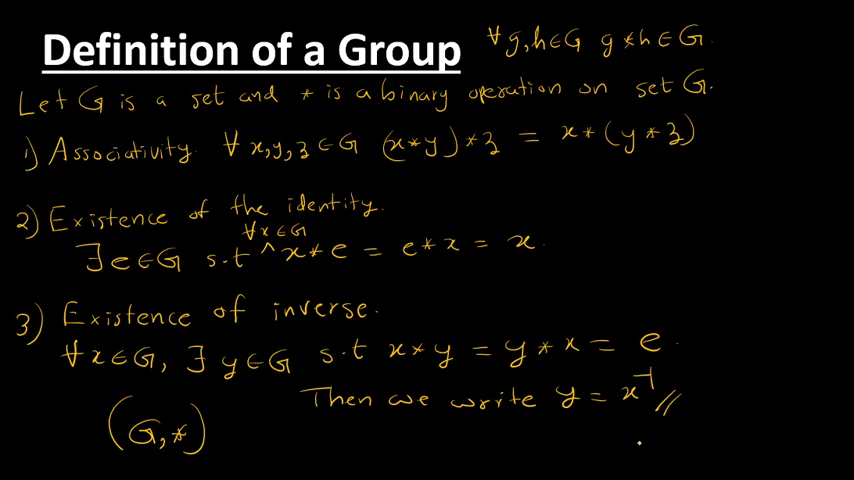 Definition of a Group ∀ g,h∈G g*h∈G.
Let G is a set and * is a binary operation on set G.
1) Associativity. ∀ x,y,z ∈ G (x*y)*z = x*(y*z)
2) Existence of the identity.
∀x∈G
∃e∈G s.t ^ x*e = e*x = x.
3) Existence of inverse.
∀x∈G, ∃ y∈G s.t x*y = y*x = e.
Then we write y = x⁻¹ //
(G,*)